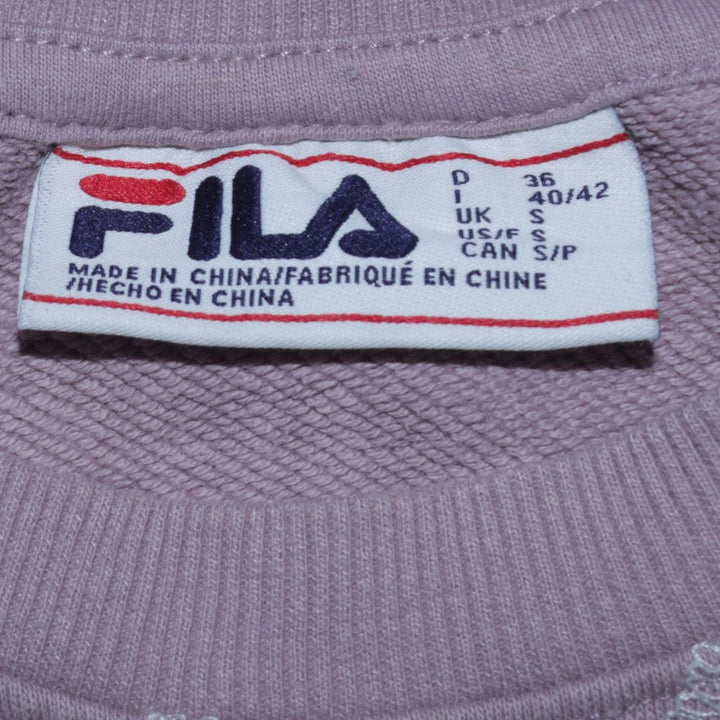 FILA
D 36
I 40/42
UK S
US/F S
CAN S/P
MADE IN CHINA/FABRIQUÉ EN CHINE
/HECHO EN CHINA